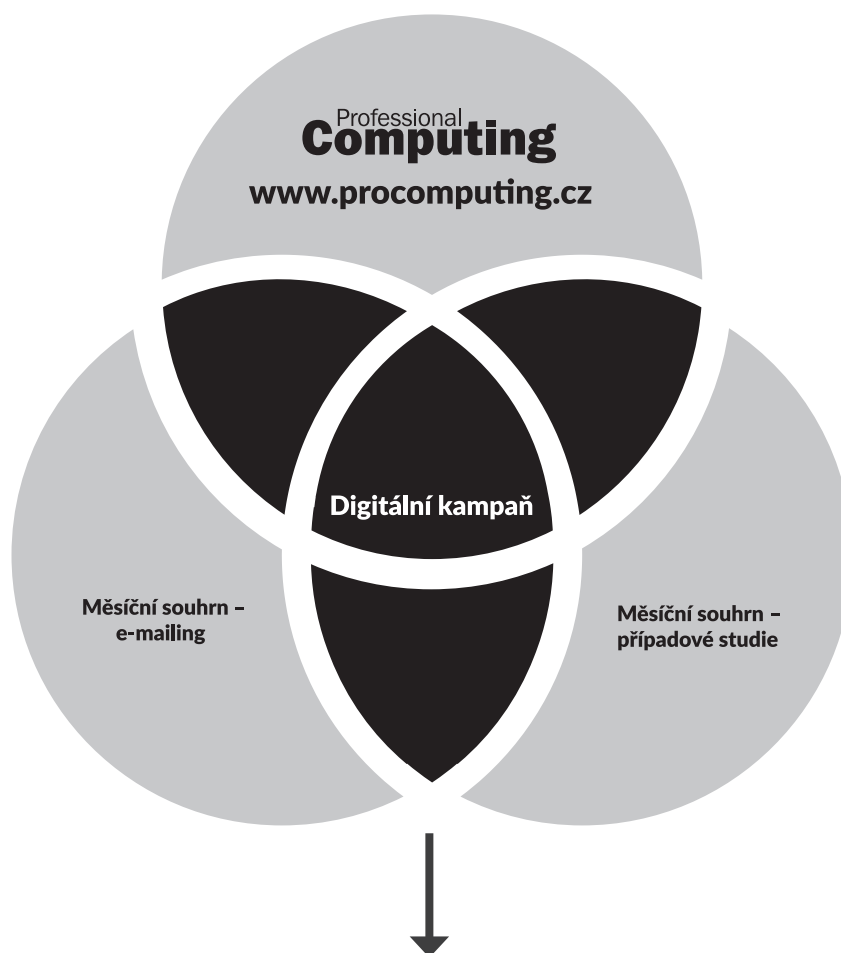 Professional
Computing
www.procomputing.cz
Digitální kampaň
Měsíční souhrn –
e-mailing
Měsíční souhrn –
případové studie